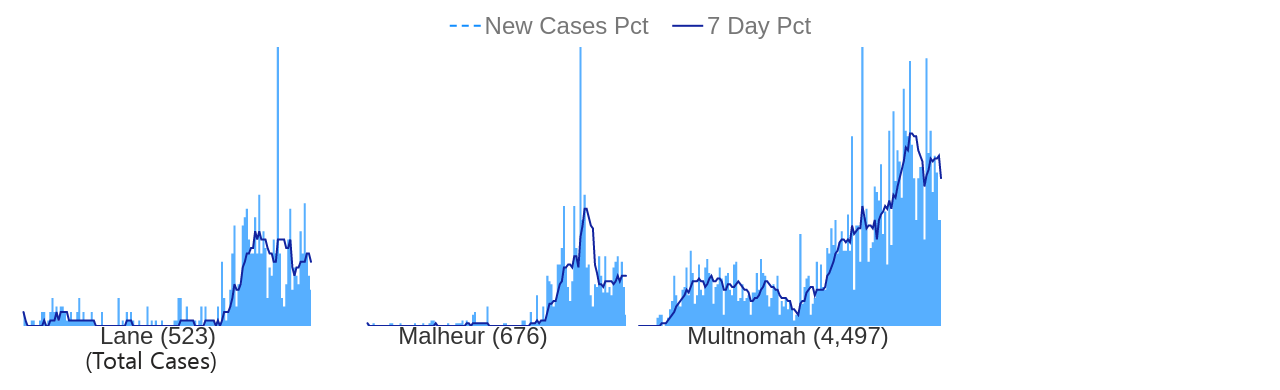 New Cases Pct 7 Day Pct
Lane (523) Malheur (676) Multnomah (4,497)
(Total Cases)